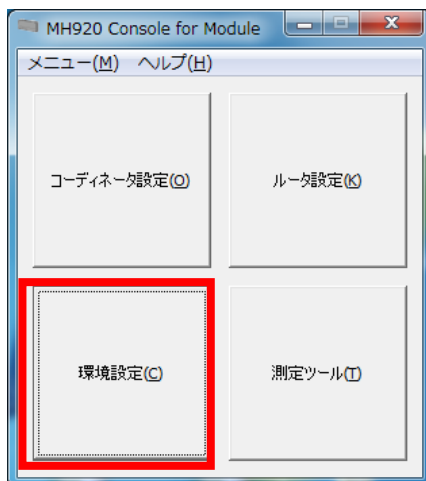 MH920 Console for Module
メニュー(M) ヘルプ(H)
コーディネータ設定(O)
ルータ設定(K)
環境設定(C)
測定ツール(T)